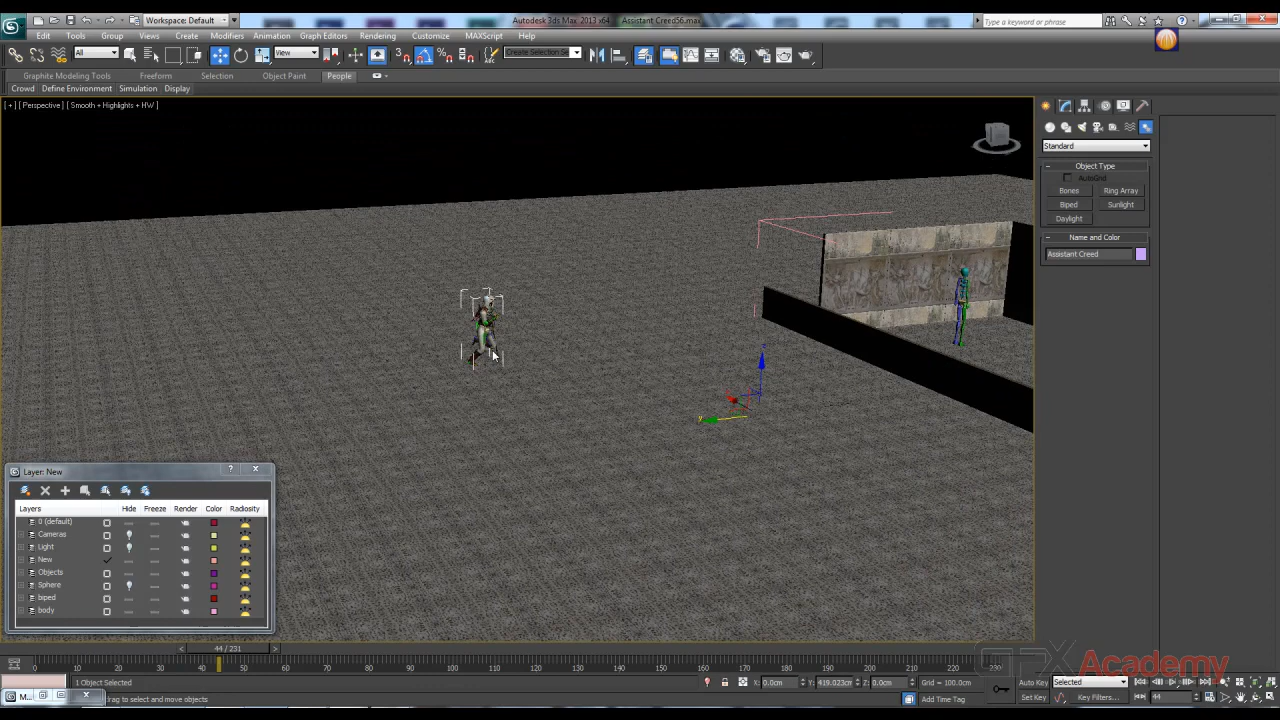 Workspace: Default
Autodesk 3ds Max 2013 x64
Assistant Creed56.max
Type a keyword or phrase
Edit Tools Group Views Create Modifiers Animation Graph Editors Rendering Customize MAXScript Help
All
View
Create Selection Se
Graphite Modeling Tools Freeform Selection Object Paint People
Crowd Define Environment Simulation Display
[ + ] [ Perspective ] [ Smooth + Highlights + HW ]
Standard
Object Type
AutoGrid
Bones Ring Array
Biped Sunlight
Daylight
Name and Color
Assistant Creed
Layer: New
Layers Hide Freeze Render Color Radiosity
0 (default)
Cameras
Light
New
Objects
Sphere
biped
body
44 / 231
0 10 20 30 40 50 60 70 80 90 100 110 120 130 140 150 160 170 180 190 200 210 220 230
GFXAcademy
1 Object Selected
X: 0.0cm Y: 419.023cm Z: 0.0cm
Grid = 100.0cm
Auto Key Selected
M...
drag to select and move objects
Add Time Tag
Set Key Key Filters...
44